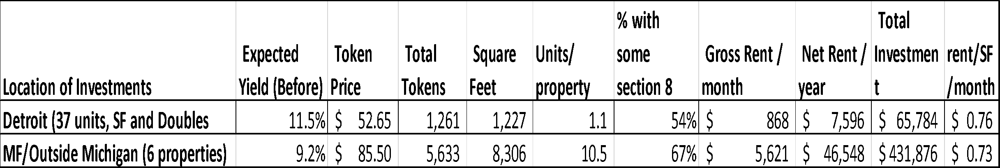 Location of Investments Expected Yield (Before) Token Price Total Tokens Square Feet Units/ property % with some section 8 Gross Rent / month Net Rent / year Total Investmen t rent/SF /month
Detroit (37 units, SF and Doubles 11.5% $ 52.65 1,261 1,227 1.1 54% $ 868 $ 7,596 $ 65,784 $ 0.76
MF/Outside Michigan (6 properties) 9.2% $ 85.50 5,633 8,306 10.5 67% $ 5,621 $ 46,548 $ 431,876 $ 0.73